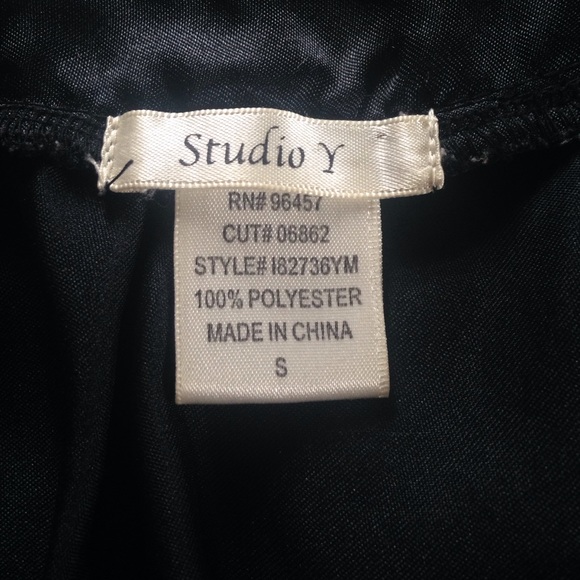 Studio Y
RN# 96457
CUT# 06862
STYLE# I82736YM
100% POLYESTER
MADE IN CHINA
S